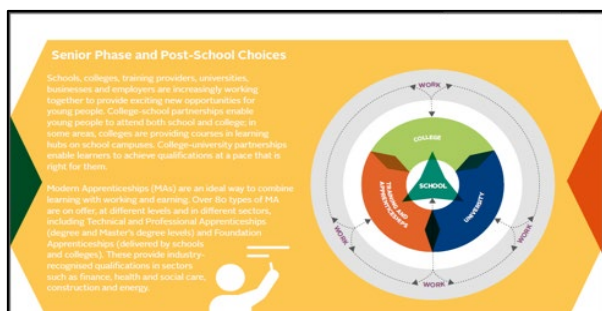 Senior Phase and Post-School Choices
Schools, colleges, training providers, universities,
businesses and employers are increasingly working
together to provide exciting new opportunities for
young people. College-school partnerships enable
young people to attend both school and college; in
some areas, colleges are providing courses in learning
hubs on school campuses. College-university partnerships
enable learners to achieve qualifications at a pace that is
right for them.
Modern Apprenticeships (MAs) are an ideal way to combine
learning with working and earning. Over 80 types of MA
are on offer, at different levels and in different sectors,
including Technical and Professional Apprenticeships
(degree and Master's degree levels) and Foundation
Apprenticeships (delivered by schools
and colleges). These provide industry-
recognised qualifications in sectors
such as finance, health and social care,
construction and energy.
WORK
COLLEGE
SCHOOL
TRAINING AND
APPRENTICESHIPS
UNIVERSITY
WORK
WORK
WORK